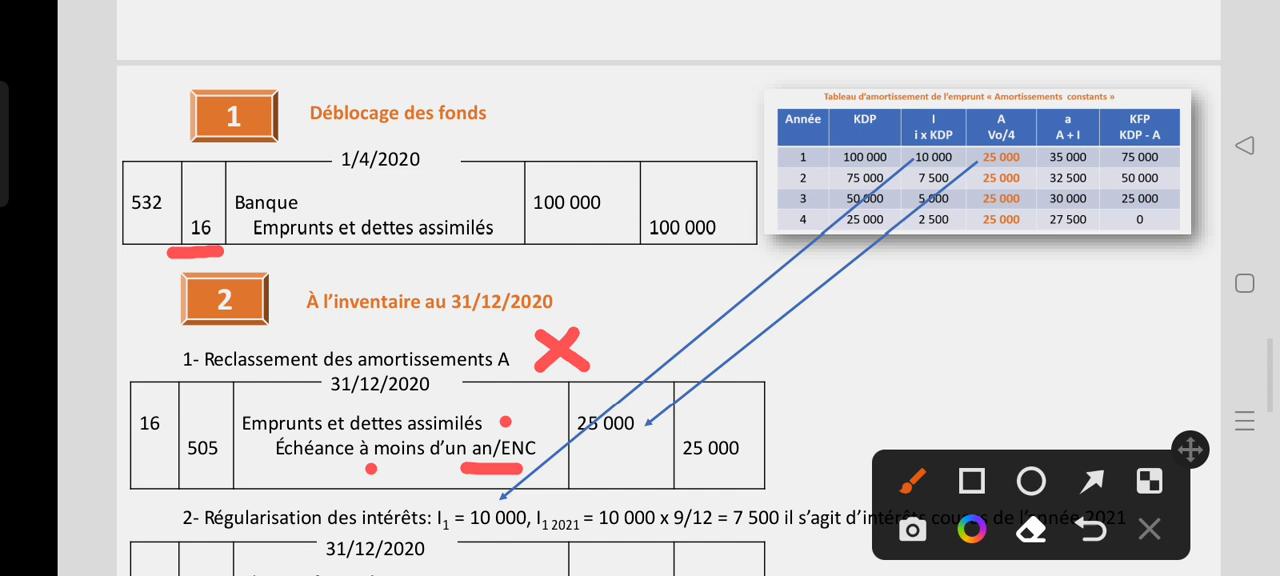 1 Déblocage des fonds
Tableau d'amortissement de l'emprunt « Amortissements constants »
Année KDP I A a KFP
i x KDP Vo/4 A + I KDP - A
1 100 000 10 000 25 000 35 000 75 000
2 75 000 7 500 25 000 32 500 50 000
3 50 000 5 000 25 000 30 000 25 000
4 25 000 2 500 25 000 27 500 0
1/4/2020
532 Banque 100 000
16 Emprunts et dettes assimilés 100 000
2 À l'inventaire au 31/12/2020
1- Reclassement des amortissements A
31/12/2020
16 Emprunts et dettes assimilés 25 000
505 Échéance à moins d'un an/ENC 25 000
2- Régularisation des intérêts: I1 = 10 000, I1 2021 = 10 000 x 9/12 = 7 500 il s'agit d'intérêts de l'année 2021
31/12/2020